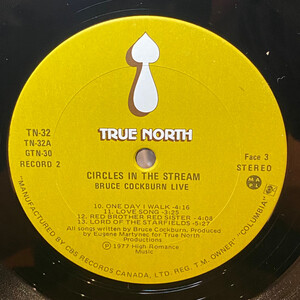 TRUE NORTH
TN-32
TN-32A
GTN-30
RECORD 2
Face 3
STEREO
CIRCLES IN THE STREAM
BRUCE COCKBURN LIVE
10. ONE DAY I WALK-4:16
11. LOVE SONG-3:25
12. RED BROTHER RED SISTER-4:08
13. LORD OF THE STARFIELDS-5:27
All songs written by Bruce Cockburn. Produced
by Eugene Martynec for True North
Productions
℗ 1977 High Romance
Music
"MANUFACTURED BY CBS RECORDS CANADA, LTD. REG. T.M. OWNER" "COLUMBIA"